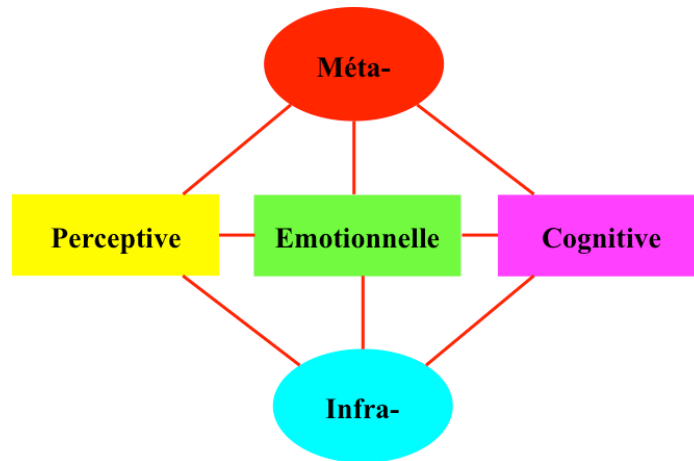 Méta-
Perceptive
Emotionnelle
Cognitive
Infra-